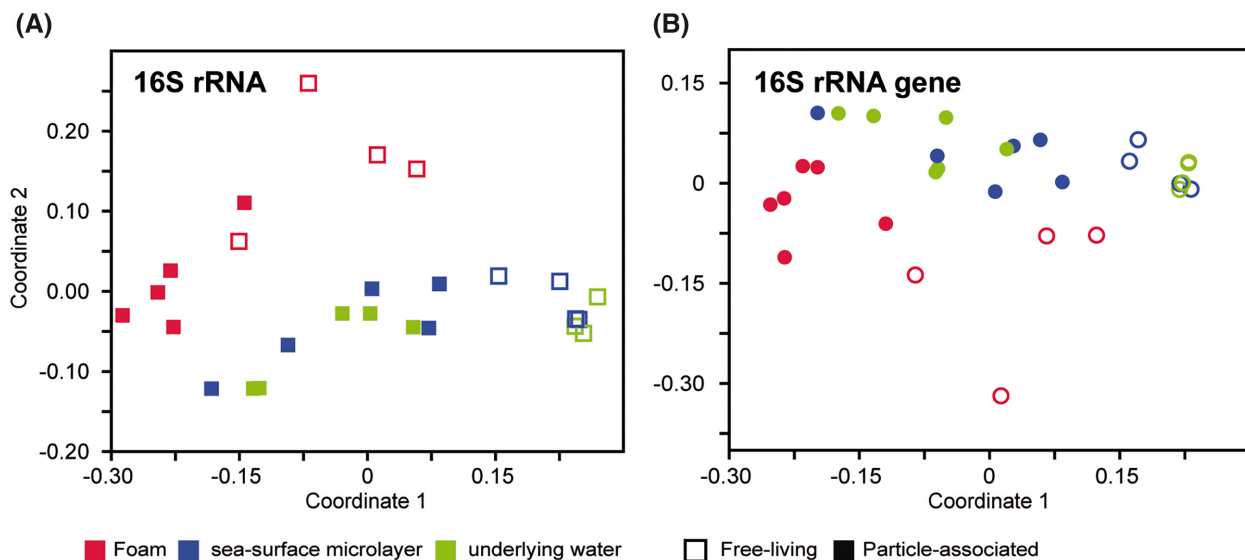 (A)
16S rRNA
Coordinate 2
0.20
0.10
0.00
-0.10
-0.20
-0.30
-0.15
0
0.15
Coordinate 1
(B)
16S rRNA gene
0.15
0
-0.15
-0.30
-0.30
-0.15
0
0.15
Coordinate 1
Foam sea-surface microlayer underlying water Free-living Particle-associated